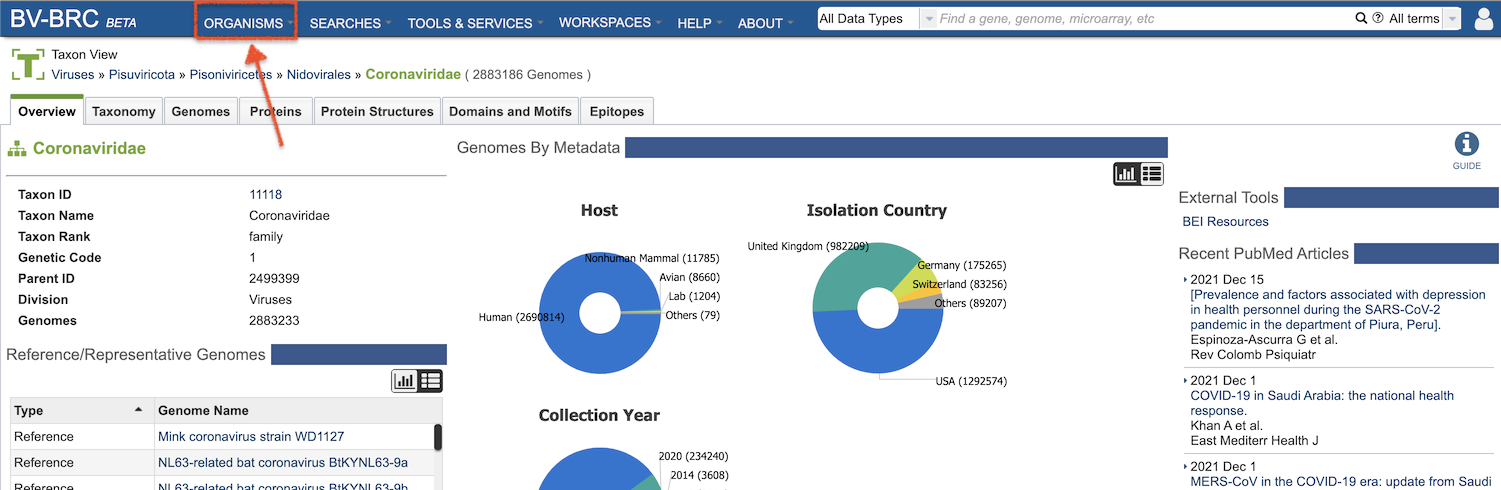 BV-BRC BETA
ORGANISMS SEARCHES TOOLS & SERVICES WORKSPACES HELP ABOUT
All Data Types Find a gene, genome, microarray, etc All terms
Taxon View
Viruses » Pisuviricota » Pisoniviricetes » Nidovirales » Coronaviridae ( 2883186 Genomes )
Overview Taxonomy Genomes Proteins Protein Structures Domains and Motifs Epitopes
Coronaviridae
Taxon ID 11118
Taxon Name Coronaviridae
Taxon Rank family
Genetic Code 1
Parent ID 2499399
Division Viruses
Genomes 2883233
Reference/Representative Genomes
Type Genome Name
Reference Mink coronavirus strain WD1127
Reference NL63-related bat coronavirus BtKYNL63-9a
Reference NL63-related bat coronavirus BtKYNL63-9b
Genomes By Metadata
Host
Nonhuman Mammal (11785)
Avian (8660)
Lab (1204)
Others (79)
Human (2690814)
Isolation Country
United Kingdom (982209)
Germany (175265)
Switzerland (83256)
Others (89207)
USA (1292574)
Collection Year
2020 (234240)
2014 (3608)
GUIDE
External Tools
BEI Resources
Recent PubMed Articles
2021 Dec 15
[Prevalence and factors associated with depression
in health personnel during the SARS-CoV-2
pandemic in the department of Piura, Peru].
Espinoza-Ascurra G et al.
Rev Colomb Psiquiatr
2021 Dec 1
COVID-19 in Saudi Arabia: the national health
response.
Khan A et al.
East Mediterr Health J
2021 Dec 1
MERS-CoV in the COVID-19 era: update from Saudi